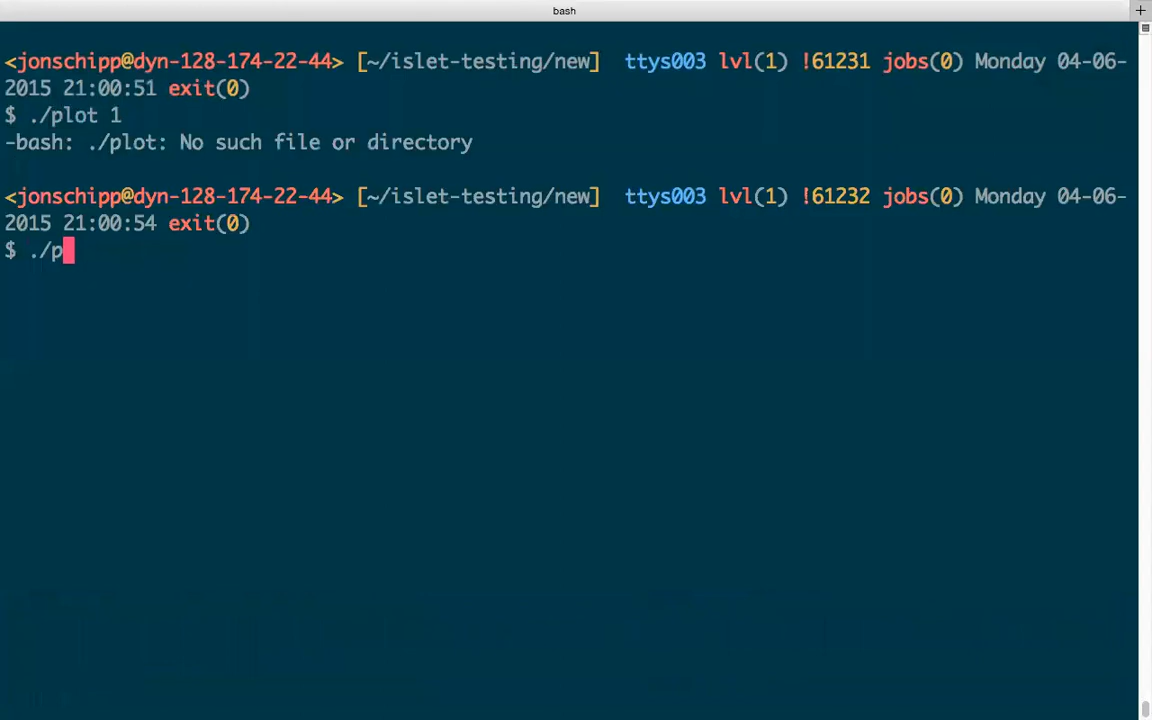 bash
<jonschipp@dyn-128-174-22-44> [~/islet-testing/new]  ttys003 lvl(1) !61231 jobs(0) Monday 04-06-
2015 21:00:51 exit(0)
$ ./plot 1
-bash: ./plot: No such file or directory
<jonschipp@dyn-128-174-22-44> [~/islet-testing/new]  ttys003 lvl(1) !61232 jobs(0) Monday 04-06-
2015 21:00:54 exit(0)
$ ./p